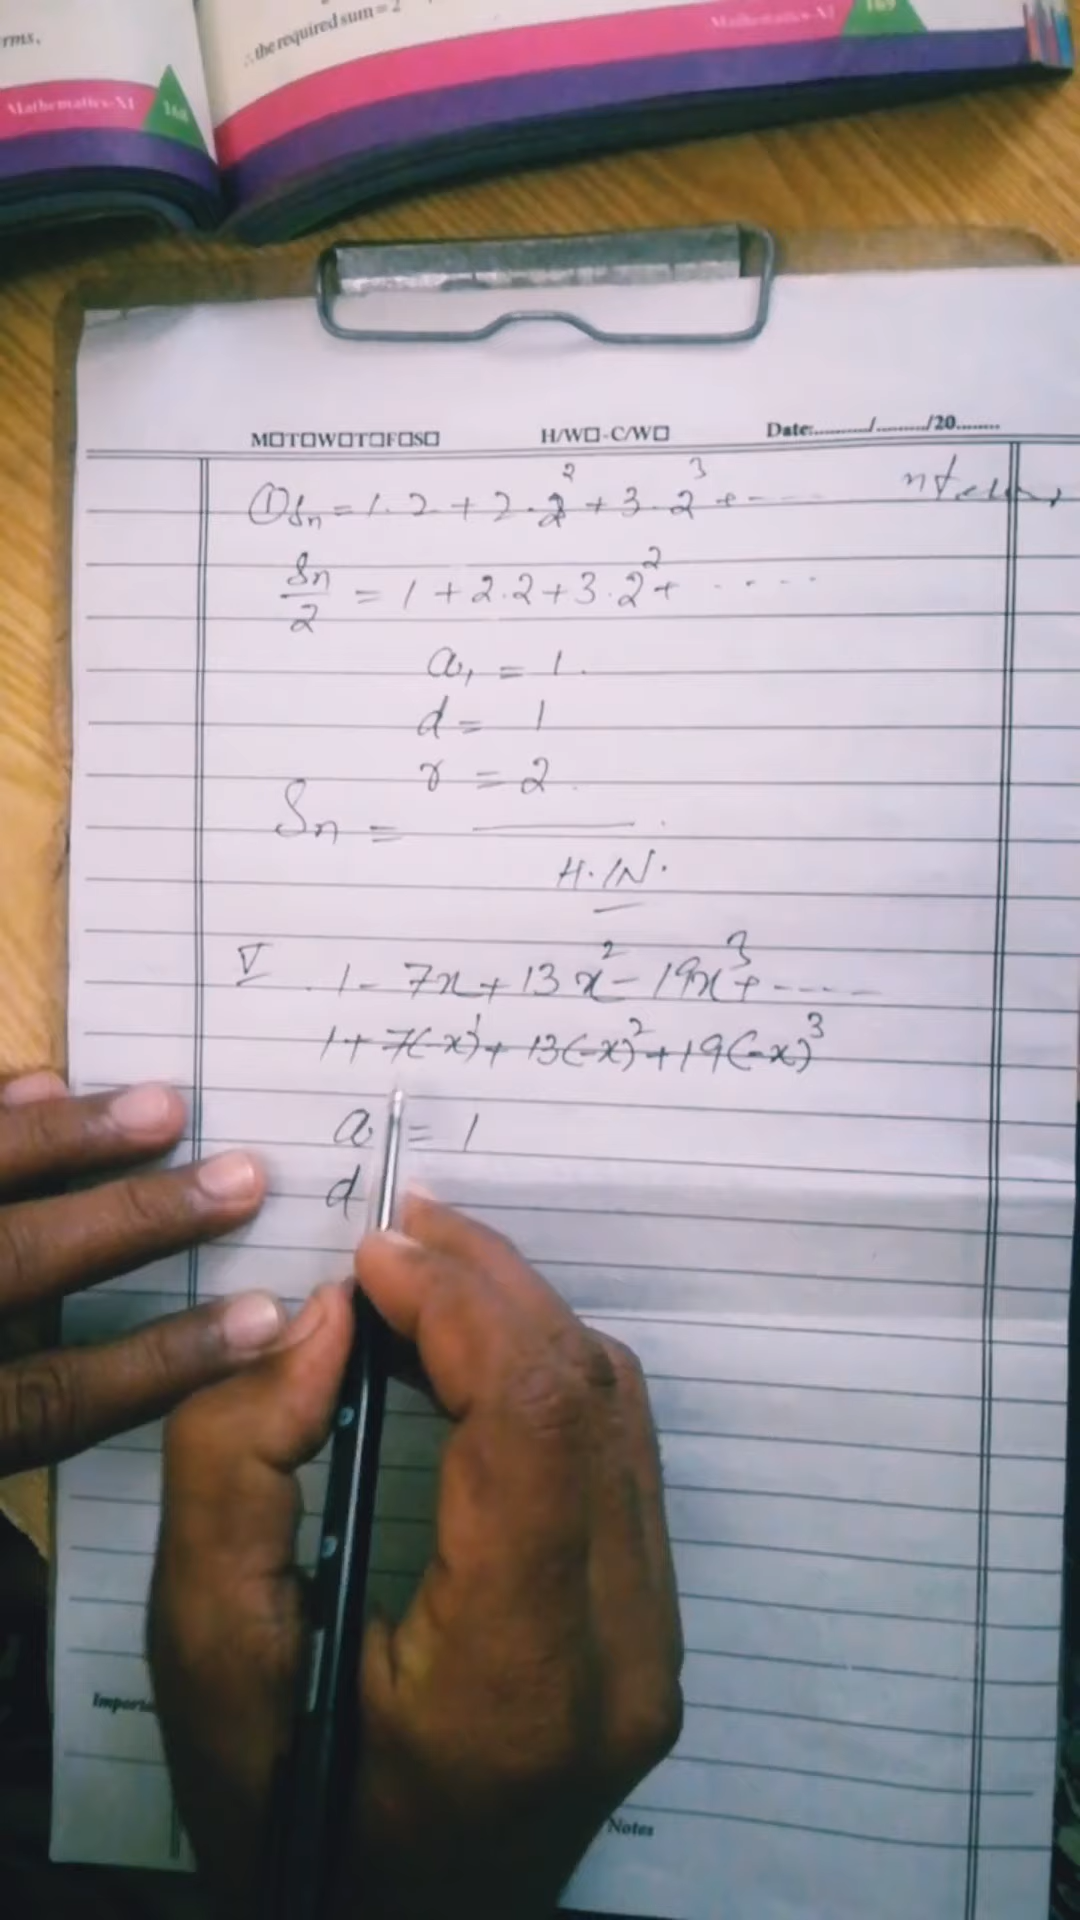 rms,
∴ the required sum = 2
Mathematics-XI 168
Mathematics-XI 169
M☐T☐W☐T☐F☐S☐ H/W☐-C/W☐ Date:.........../........./20........
① Sn = 1.2 + 2.2² + 3.2³ + ----
Sn/2 = 1 + 2.2 + 3.2² + ....
a₁ = 1.
d = 1
r = 2.
Sn = ______.
H.W.
V 1 - 7x + 13x² - 19x³ + ----
1 + 7(-x)¹ + 13(-x)² + 19(-x)³
a = 1
d
Importa
Notes